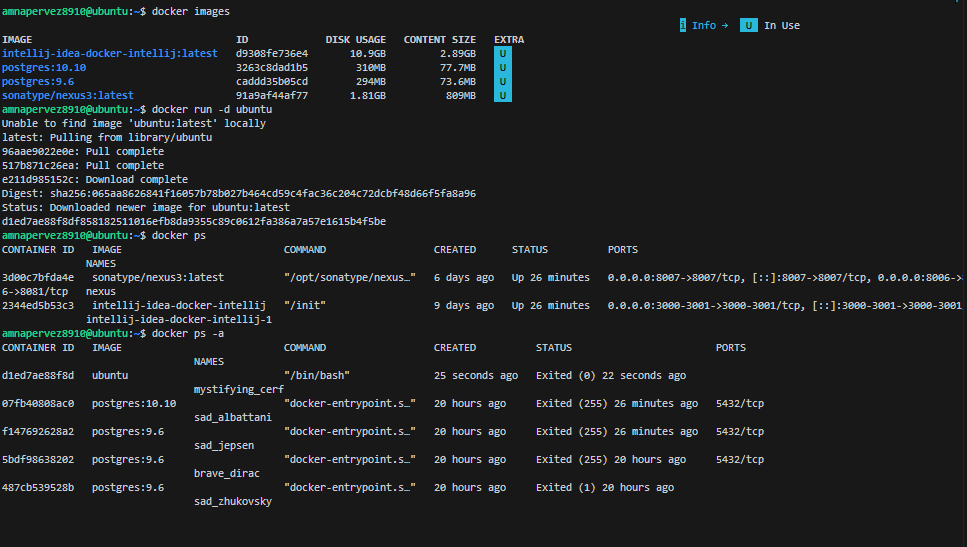 amnapervez8910@ubuntu:~$ docker images
i Info → U In Use
IMAGE ID DISK USAGE CONTENT SIZE EXTRA
intellij-idea-docker-intellij:latest d9308fe736e4 10.9GB 2.89GB U
postgres:10.10 3263c8dad1b5 310MB 77.7MB U
postgres:9.6 caddd35b05cd 294MB 73.6MB U
sonatype/nexus3:latest 91a9af44af77 1.81GB 809MB U
amnapervez8910@ubuntu:~$ docker run -d ubuntu
Unable to find image 'ubuntu:latest' locally
latest: Pulling from library/ubuntu
96aae9022e0e: Pull complete
517b871c26ea: Pull complete
e211d985152c: Download complete
Digest: sha256:065aa8626841f16057b78b027b464cd59c4fac36c204c72dcbf48d66f5fa8a96
Status: Downloaded newer image for ubuntu:latest
d1ed7ae88f8df858182511016efb8da9355c89c0612fa386a7a57e1615b4f5be
amnapervez8910@ubuntu:~$ docker ps
CONTAINER ID IMAGE COMMAND CREATED STATUS PORTS
NAMES
3d00c7bfda4e sonatype/nexus3:latest "/opt/sonatype/nexus…" 6 days ago Up 26 minutes 0.0.0.0:8007->8007/tcp, [::]:8007->8007/tcp, 0.0.0.0:8006->
6->8081/tcp nexus
2344ed5b53c3 intellij-idea-docker-intellij "/init" 9 days ago Up 26 minutes 0.0.0.0:3000-3001->3000-3001/tcp, [::]:3000-3001->3000-3001
intellij-idea-docker-intellij-1
amnapervez8910@ubuntu:~$ docker ps -a
CONTAINER ID IMAGE COMMAND CREATED STATUS PORTS
NAMES
d1ed7ae88f8d ubuntu "/bin/bash" 25 seconds ago Exited (0) 22 seconds ago
mystifying_cerf
07fb40808ac0 postgres:10.10 "docker-entrypoint.s…" 20 hours ago Exited (255) 26 minutes ago 5432/tcp
sad_albattani
f147692628a2 postgres:9.6 "docker-entrypoint.s…" 20 hours ago Exited (255) 26 minutes ago 5432/tcp
sad_jepsen
5bdf98638202 postgres:9.6 "docker-entrypoint.s…" 20 hours ago Exited (255) 20 hours ago 5432/tcp
brave_dirac
487cb539528b postgres:9.6 "docker-entrypoint.s…" 20 hours ago Exited (1) 20 hours ago
sad_zhukovsky